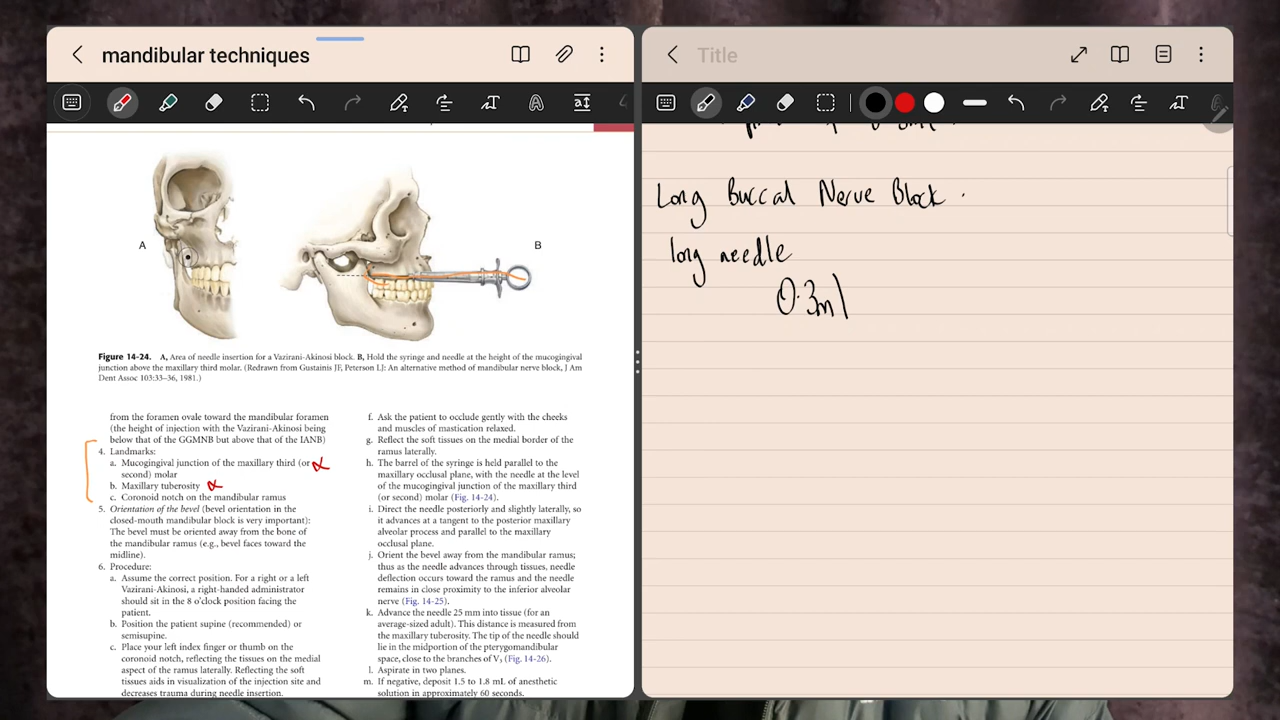 mandibular techniques
Title
A
B
Figure 14-24. A, Area of needle insertion for a Vazirani-Akinosi block. B, Hold the syringe and needle at the height of the mucogingival
junction above the maxillary third molar. (Redrawn from Gustainis JF, Peterson LJ: An alternative method of mandibular nerve block, J Am
Dent Assoc 103:33–36, 1981.)
from the foramen ovale toward the mandibular foramen
(the height of injection with the Vazirani-Akinosi being
below that of the GGMNB but above that of the IANB)
4. Landmarks:
a. Mucogingival junction of the maxillary third (or
second) molar
b. Maxillary tuberosity
c. Coronoid notch on the mandibular ramus
5. Orientation of the bevel (bevel orientation in the
closed-mouth mandibular block is very important):
The bevel must be oriented away from the bone of
the mandibular ramus (e.g., bevel faces toward the
midline).
6. Procedure:
a. Assume the correct position. For a right or a left
Vazirani-Akinosi, a right-handed administrator
should sit in the 8 o'clock position facing the
patient.
b. Position the patient supine (recommended) or
semisupine.
c. Place your left index finger or thumb on the
coronoid notch, reflecting the tissues on the medial
aspect of the ramus laterally. Reflecting the soft
tissues aids in visualization of the injection site and
decreases trauma during needle insertion.
f. Ask the patient to occlude gently with the cheeks
and muscles of mastication relaxed.
g. Reflect the soft tissues on the medial border of the
ramus laterally.
h. The barrel of the syringe is held parallel to the
maxillary occlusal plane, with the needle at the level
of the mucogingival junction of the maxillary third
(or second) molar (Fig. 14-24).
i. Direct the needle posteriorly and slightly laterally, so
it advances at a tangent to the posterior maxillary
alveolar process and parallel to the maxillary
occlusal plane.
j. Orient the bevel away from the mandibular ramus;
thus as the needle advances through tissues, needle
deflection occurs toward the ramus and the needle
remains in close proximity to the inferior alveolar
nerve (Fig. 14-25).
k. Advance the needle 25 mm into tissue (for an
average-sized adult). This distance is measured from
the maxillary tuberosity. The tip of the needle should
lie in the midportion of the pterygomandibular
space, close to the branches of V3 (Fig. 14-26).
l. Aspirate in two planes.
m. If negative, deposit 1.5 to 1.8 mL of anesthetic
solution in approximately 60 seconds.
Long Buccal Nerve Block .
long needle
0.3ml